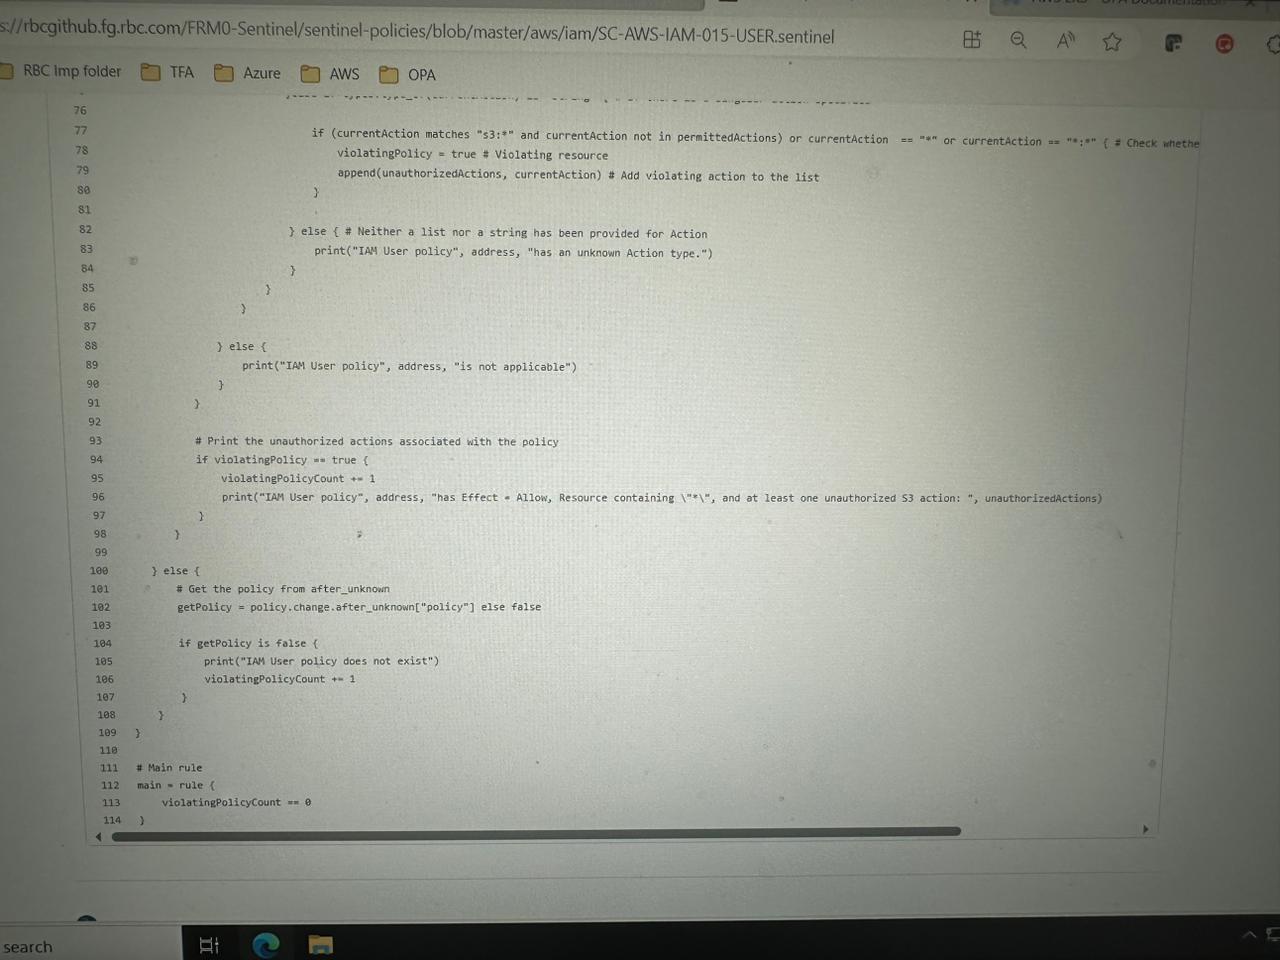 s://rbcgithub.fg.rbc.com/FRM0-Sentinel/sentinel-policies/blob/master/aws/iam/SC-AWS-IAM-015-USER.sentinel
RBC Imp folder TFA Azure AWS OPA
76
77 if (currentAction matches "s3:*" and currentAction not in permittedActions) or currentAction == "*" or currentAction == "*:*" { # Check whethe
78 violatingPolicy = true # Violating resource
79 append(unauthorizedActions, currentAction) # Add violating action to the list
80 }
81
82 } else { # Neither a list nor a string has been provided for Action
83 print("IAM User policy", address, "has an unknown Action type.")
84 }
85 }
86 }
87
88 } else {
89 print("IAM User policy", address, "is not applicable")
90 }
91 }
92
93 # Print the unauthorized actions associated with the policy
94 if violatingPolicy == true {
95 violatingPolicyCount += 1
96 print("IAM User policy", address, "has Effect = Allow, Resource containing \"*\", and at least one unauthorized S3 action: ", unauthorizedActions)
97 }
98 }
99
100 } else {
101 # Get the policy from after_unknown
102 getPolicy = policy.change.after_unknown["policy"] else false
103
104 if getPolicy is false {
105 print("IAM User policy does not exist")
106 violatingPolicyCount += 1
107 }
108 }
109 }
110
111 # Main rule
112 main = rule {
113 violatingPolicyCount == 0
114 }
search